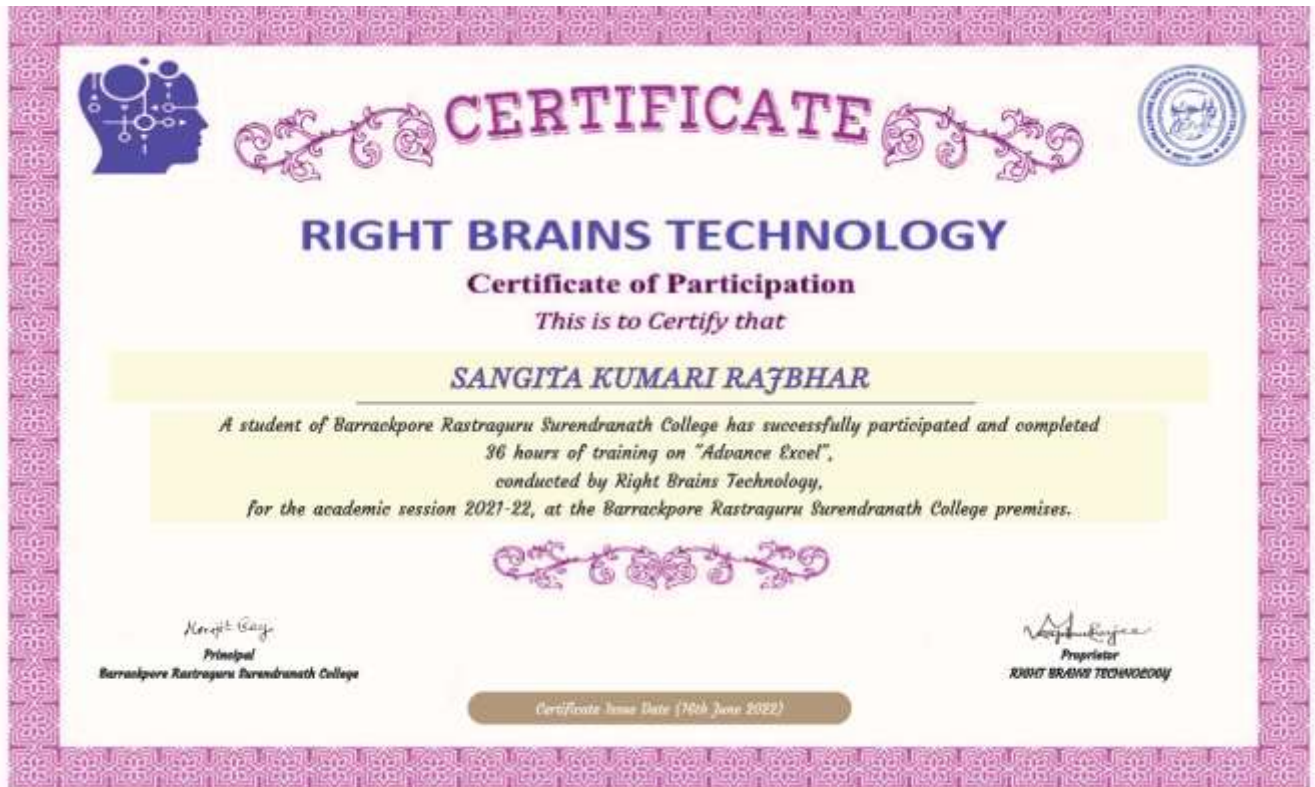 CERTIFICATE
RIGHT BRAINS TECHNOLOGY
Certificate of Participation
This is to Certify that
SANGITA KUMARI RAJBHAR
A student of Barrackpore Rastraguru Surendranath College has successfully participated and completed
36 hours of training on "Advance Excel",
conducted by Right Brains Technology,
for the academic session 2021-22, at the Barrackpore Rastraguru Surendranath College premises.
Principal
Barrackpore Rastraguru Surendranath College
Proprietor
RIGHT BRAINS TECHNOLOGY
Certificate Issue Date (14th June 2022)